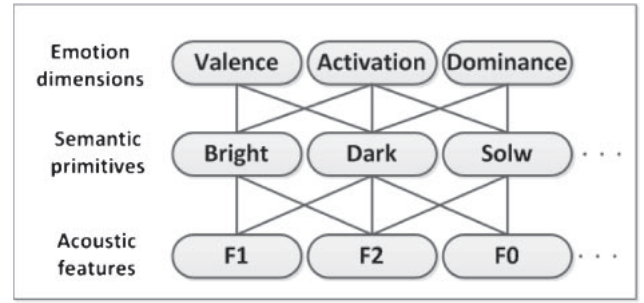 Emotion
dimensions
Valence
Activation
Dominance
Semantic
primitives
Bright
Dark
Solw
. . .
Acoustic
features
F1
F2
F0
. . .